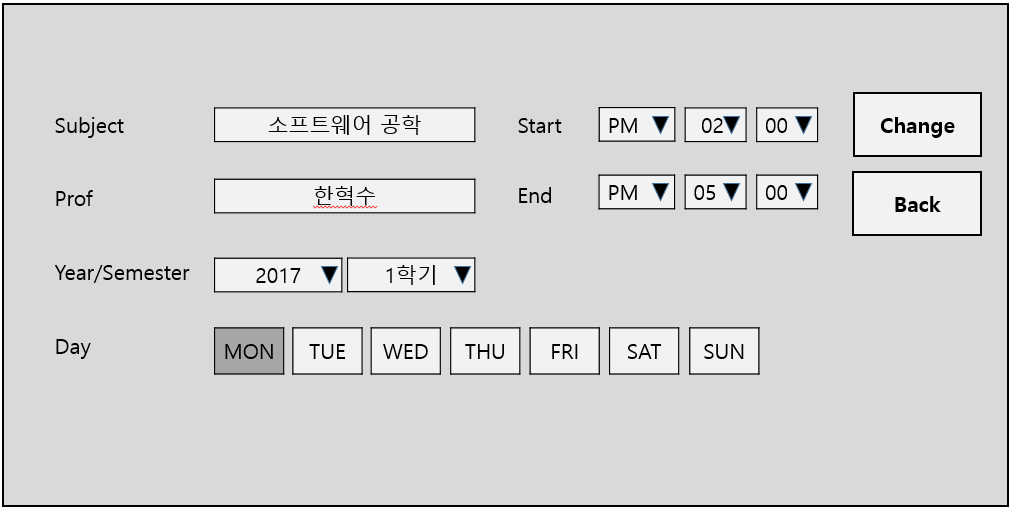 Subject 소프트웨어 공학 Start PM 02 00 Change
Prof 한혁수 End PM 05 00 Back
Year/Semester 2017 1학기
Day MON TUE WED THU FRI SAT SUN